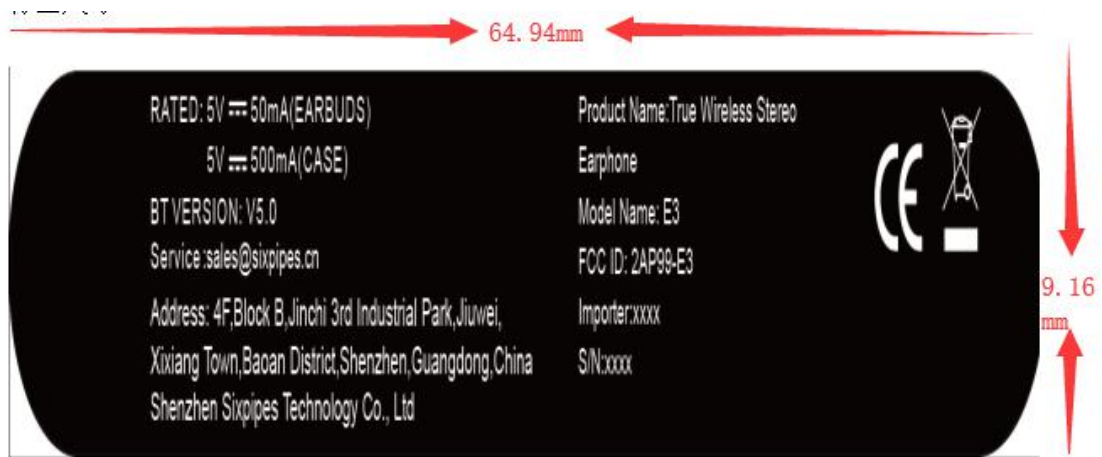 64.94mm
RATED: 5V ⎓ 50mA(EARBUDS)
5V ⎓ 500mA(CASE)
BT VERSION: V5.0
Service:sales@sixpipes.cn
Address: 4F,Block B,Jinchi 3rd Industrial Park,Jiuwei,
Xixiang Town,Baoan District,Shenzhen,Guangdong,China
Shenzhen Sixpipes Technology Co., Ltd
Product Name:True Wireless Stereo
Earphone
Model Name: E3
FCC ID: 2AP99-E3
Importer:xxxx
S/N:xxxx
CE
9.16
mm